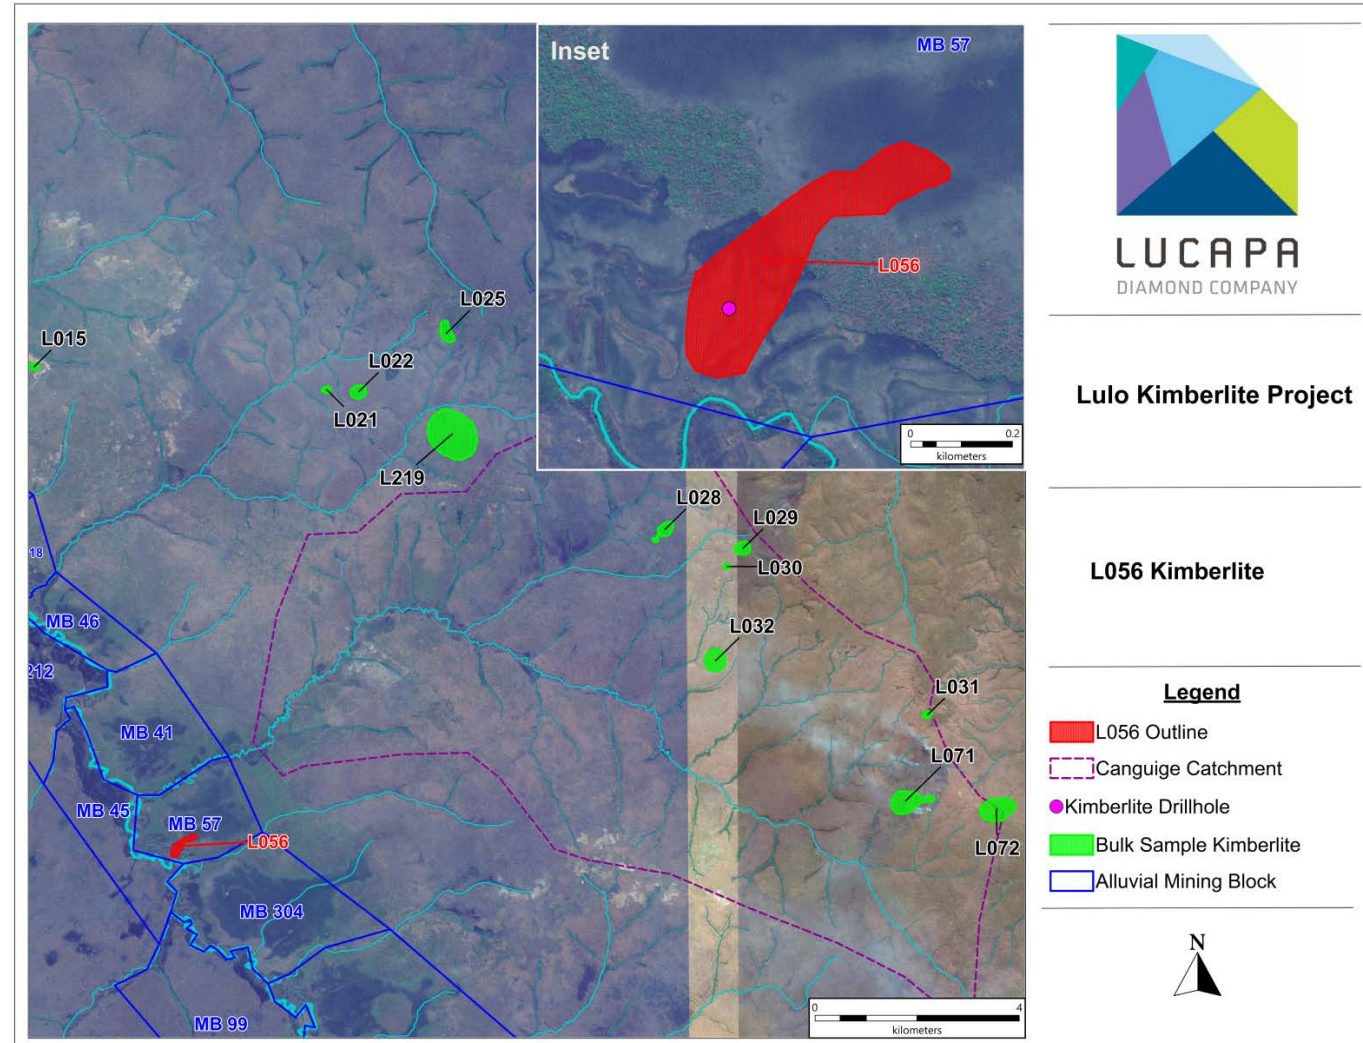 Inset
MB 57
L056
0
0.2
kilometers
L015
L025
L022
L021
L219
L028
L029
L030
L032
L031
L071
L072
18
MB 46
212
MB 41
MB 45
MB 57
L056
MB 304
MB 99
0
4
kilometers
LUCAPA
DIAMOND COMPANY
Lulo Kimberlite Project
L056 Kimberlite
Legend
L056 Outline
Canguige Catchment
Kimberlite Drillhole
Bulk Sample Kimberlite
Alluvial Mining Block
N